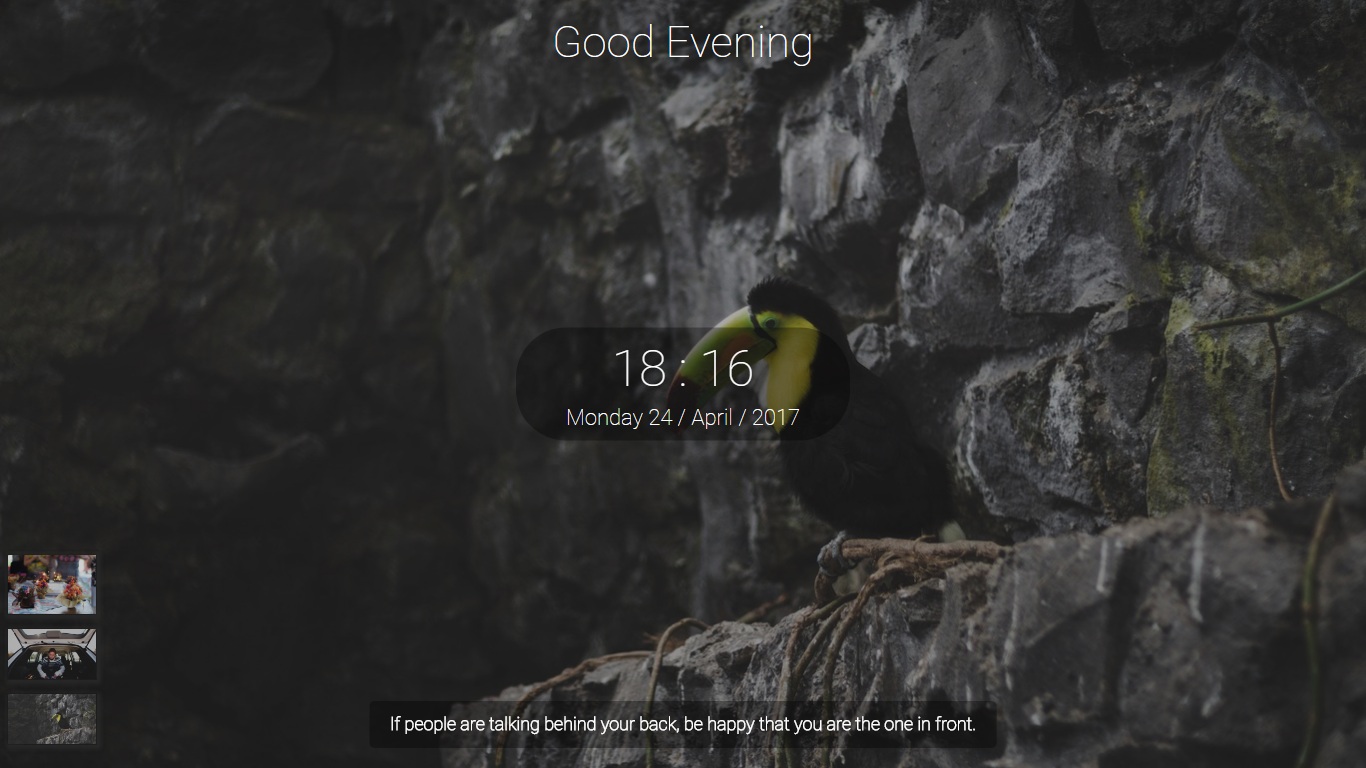 Good Evening
18 : 16
Monday 24 / April / 2017
If people are talking behind your back, be happy that you are the one in front.